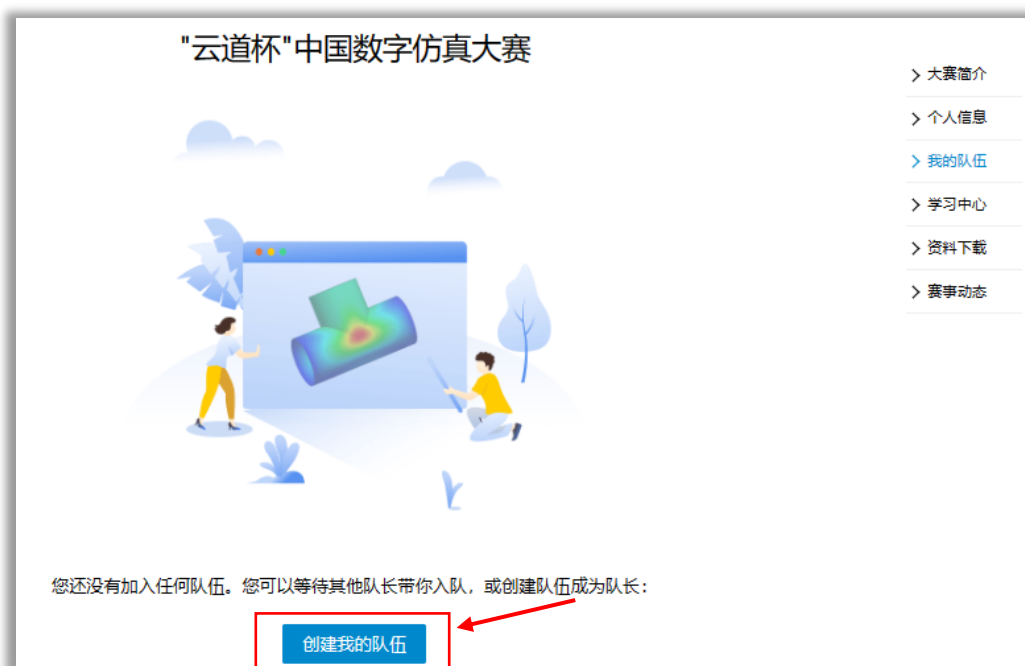 "云道杯"中国数字仿真大赛
大赛简介
个人信息
我的队伍
学习中心
资料下载
赛事动态
您还没有加入任何队伍。您可以等待其他队长带你入队，或创建队伍成为队长：
创建我的队伍